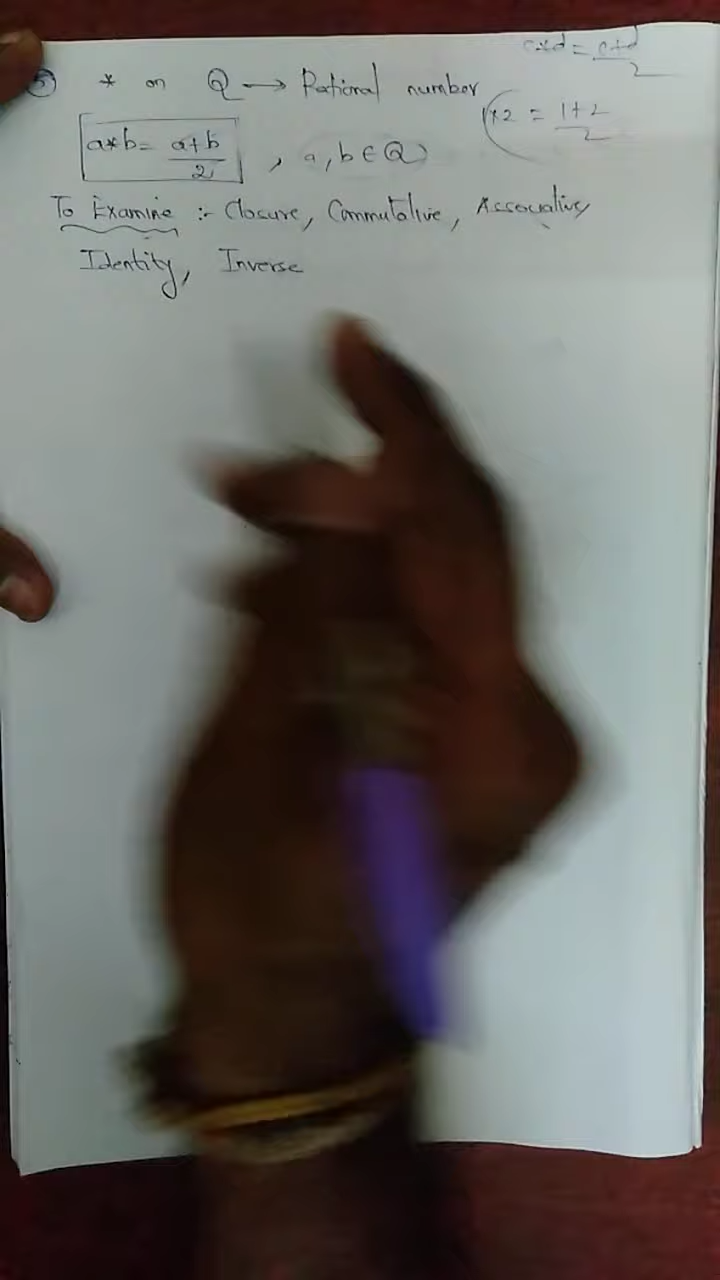 c*d = c+d / 2
5) * on Q → Rational number
1*2 = 1+2 / 2
a*b = a+b / 2 , a, b ∈ Q
To Examine :- Closure, Commutative, Associative,
Identity, Inverse